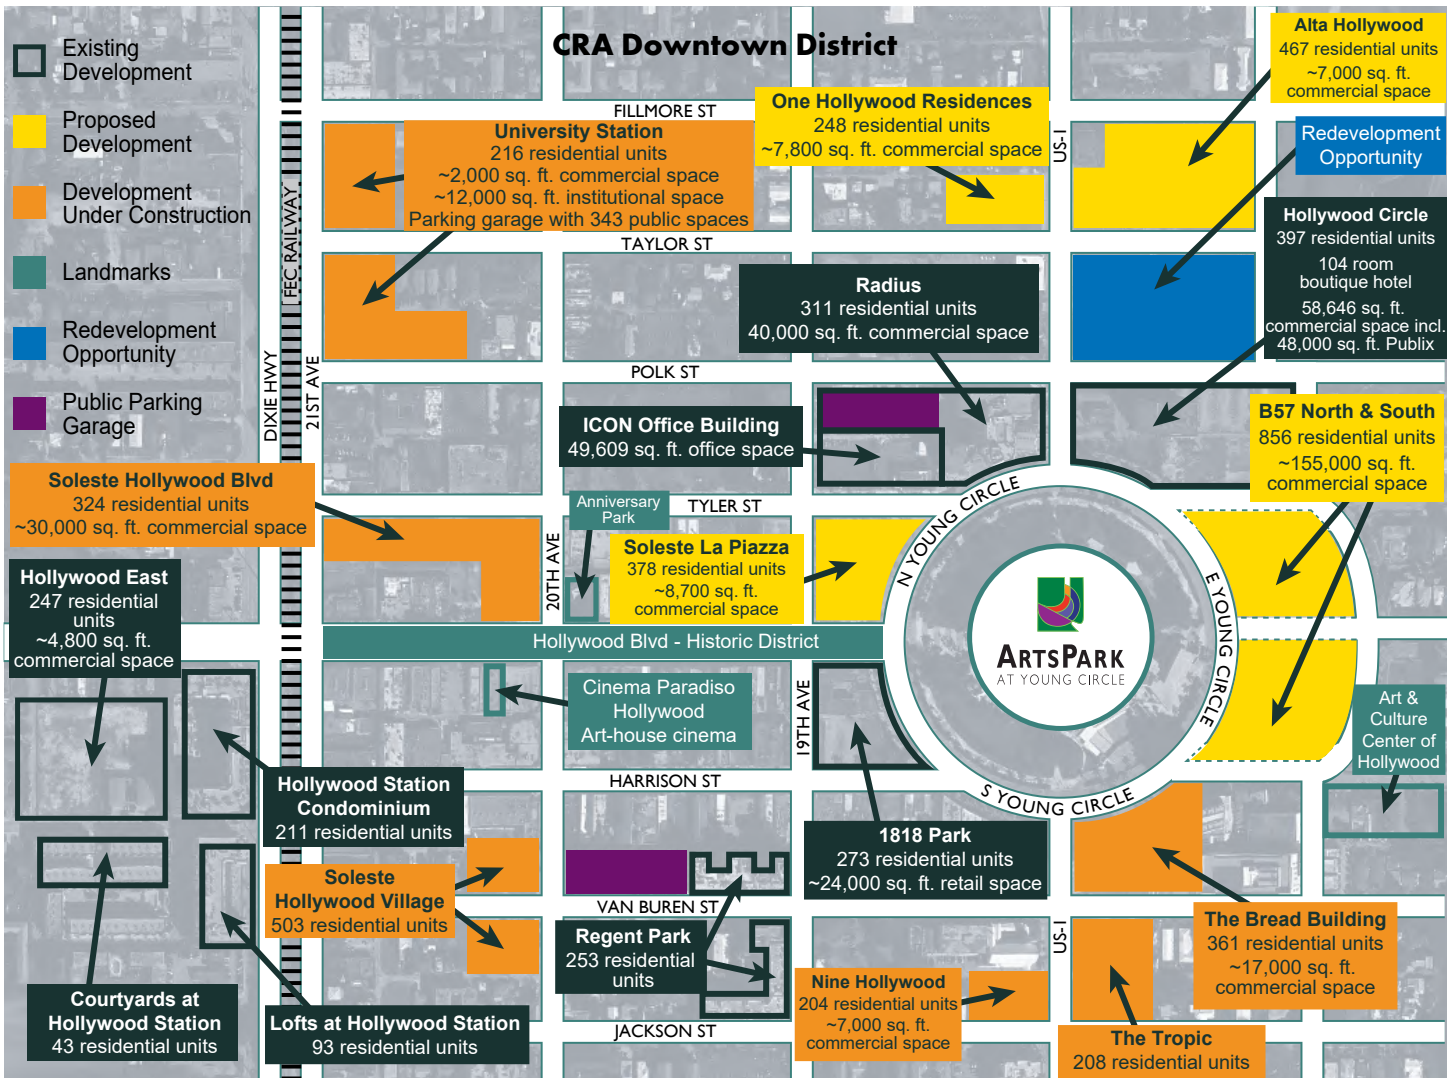 CRA Downtown District
Existing
Development
Proposed
Development
Development
Under Construction
Landmarks
Redevelopment
Opportunity
Public Parking
Garage
FILLMORE ST
TAYLOR ST
POLK ST
TYLER ST
HARRISON ST
VAN BUREN ST
JACKSON ST
DIXIE HWY
FEC RAILWAY
21ST AVE
20TH AVE
19TH AVE
US-1
US-1
N YOUNG CIRCLE
E YOUNG CIRCLE
S YOUNG CIRCLE
Alta Hollywood
467 residential units
~7,000 sq. ft.
commercial space
One Hollywood Residences
248 residential units
~7,800 sq. ft. commercial space
University Station
216 residential units
~2,000 sq. ft. commercial space
~12,000 sq. ft. institutional space
Parking garage with 343 public spaces
Redevelopment
Opportunity
Hollywood Circle
397 residential units
104 room
boutique hotel
58,646 sq. ft.
commercial space incl.
48,000 sq. ft. Publix
Radius
311 residential units
40,000 sq. ft. commercial space
ICON Office Building
49,609 sq. ft. office space
B57 North & South
856 residential units
~155,000 sq. ft.
commercial space
Soleste Hollywood Blvd
324 residential units
~30,000 sq. ft. commercial space
Anniversary
Park
Soleste La Piazza
378 residential units
~8,700 sq. ft.
commercial space
Hollywood East
247 residential
units
~4,800 sq. ft.
commercial space
Hollywood Blvd - Historic District
ARTSPARK
AT YOUNG CIRCLE
Cinema Paradiso
Hollywood
Art-house cinema
Art &
Culture
Center of
Hollywood
Hollywood Station
Condominium
211 residential units
1818 Park
273 residential units
~24,000 sq. ft. retail space
Soleste
Hollywood Village
503 residential units
Regent Park
253 residential
units
The Bread Building
361 residential units
~17,000 sq. ft.
commercial space
Nine Hollywood
204 residential units
~7,000 sq. ft.
commercial space
Courtyards at
Hollywood Station
43 residential units
Lofts at Hollywood Station
93 residential units
The Tropic
208 residential units